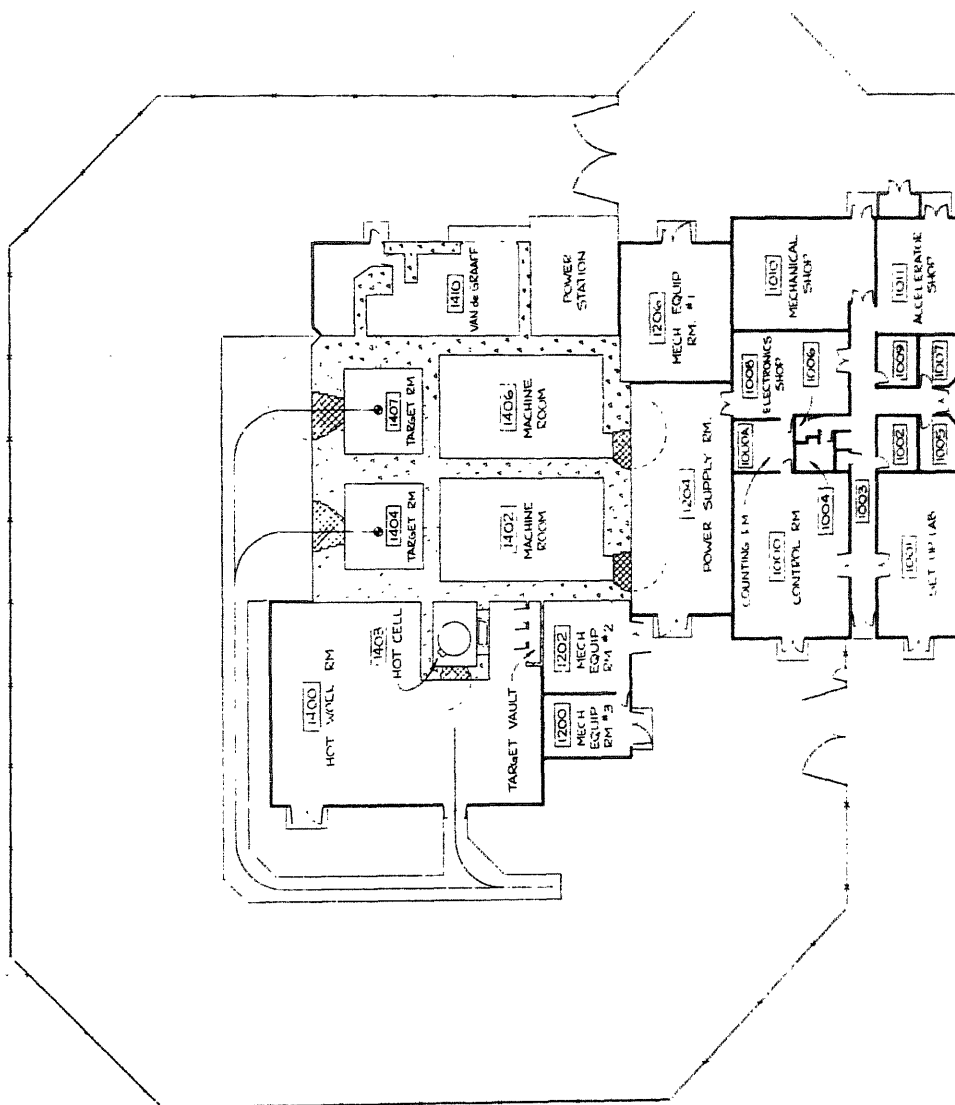 1400
HOT WORK RM
1403
HOT CELL
TARGET VAULT
1404
TARGET RM
1407
TARGET RM
1402
MACHINE
ROOM
1406
MACHINE
ROOM
1410
VAN de GRAAFF
POWER
STATION
1200
MECH
EQUIP
RM #3
1202
MECH
EQUIP
RM #2
1204
POWER SUPPLY RM.
1206
MECH EQUIP
RM. #1
COUNTING RM
1000A
1000
CONTROL RM
1004
1008
ELECTRONICS
SHOP
1006
1010
MECHANICAL
SHOP
1003
1001
SET UP LAB
1002
1005
1009
1007
1011
ACCELERATOR
SHOP